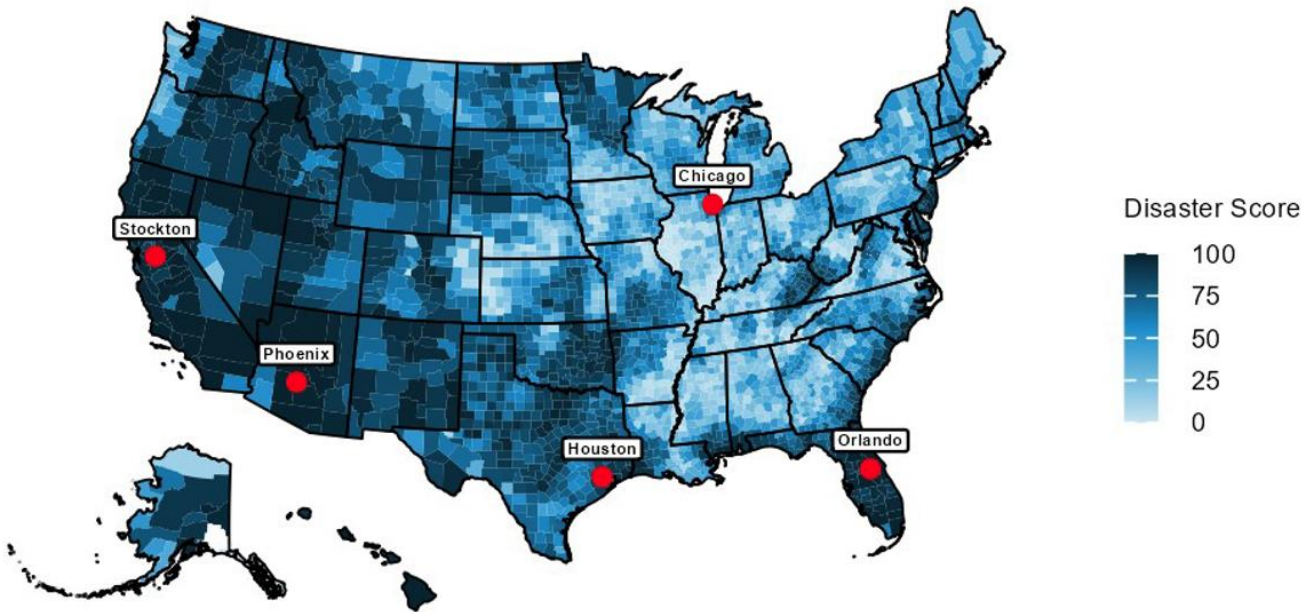 Chicago
Stockton
Phoenix
Houston
Orlando
Disaster Score
100
75
50
25
0